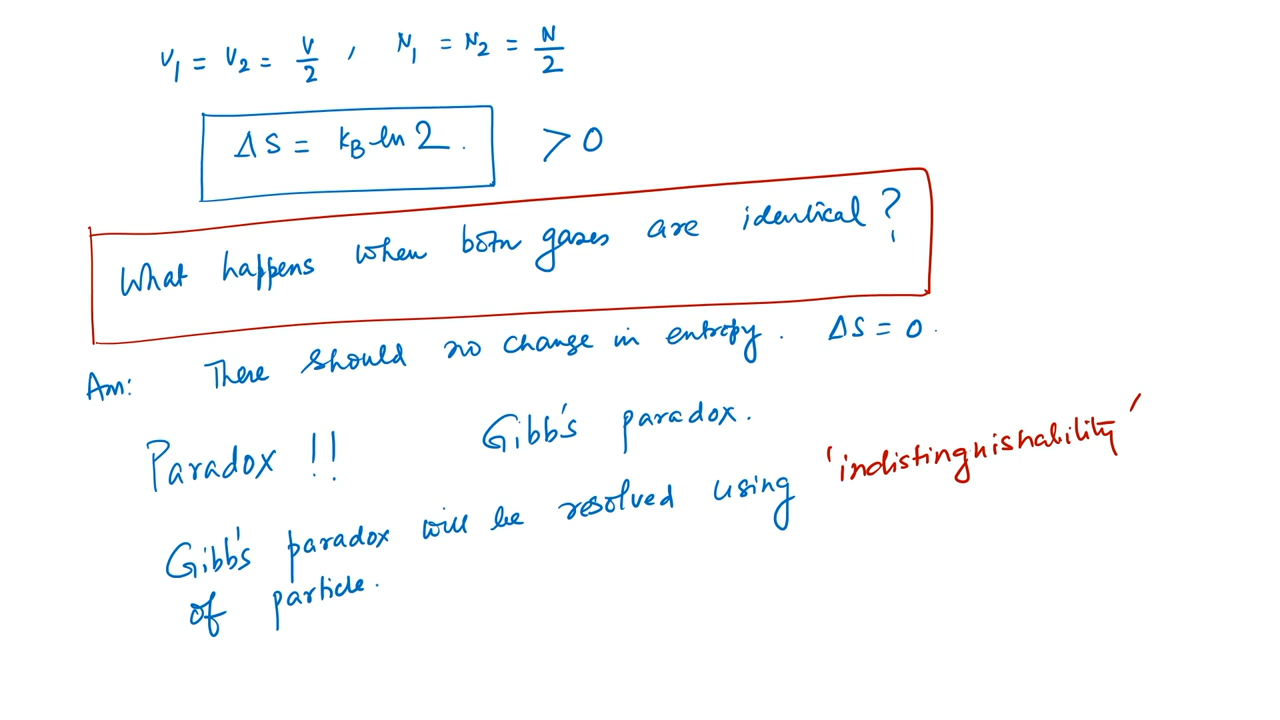 V₁ = V₂ = V/2 , N₁ = N₂ = N/2
ΔS = k_B ln 2. > 0
What happens when both gases are identical?
Ans: There should no change in entropy. ΔS = 0.
Paradox !! Gibb's paradox.
Gibb's paradox will be resolved using 'indistinguishability'
of particle.